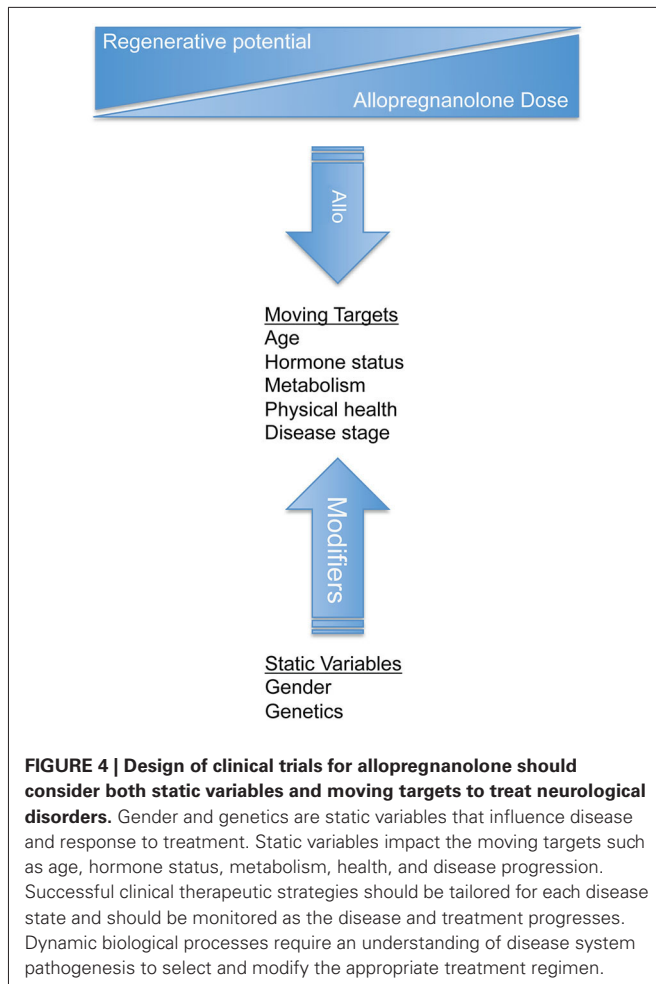 Regenerative potential
Allopregnanolone Dose
Allo
Moving Targets
Age
Hormone status
Metabolism
Physical health
Disease stage
Modifiers
Static Variables
Gender
Genetics
FIGURE 4 | Design of clinical trials for allopregnanolone should
consider both static variables and moving targets to treat neurological
disorders. Gender and genetics are static variables that influence disease
and response to treatment. Static variables impact the moving targets such
as age, hormone status, metabolism, health, and disease progression.
Successful clinical therapeutic strategies should be tailored for each disease
state and should be monitored as the disease and treatment progresses.
Dynamic biological processes require an understanding of disease system
pathogenesis to select and modify the appropriate treatment regimen.